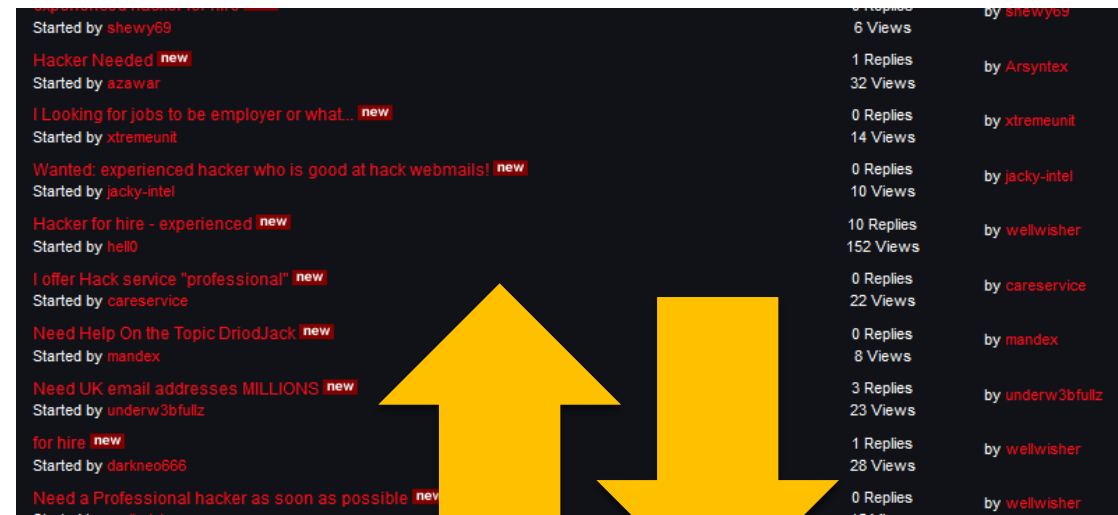 experienced hacker for hire
0 Replies
by shewy69
Started by shewy69
6 Views
Hacker Needed new
1 Replies
by Arsyntex
Started by azawar
32 Views
I Looking for jobs to be employer or what... new
0 Replies
by xtremeunit
Started by xtremeunit
14 Views
Wanted: experienced hacker who is good at hack webmails! new
0 Replies
by jacky-intel
Started by jacky-intel
10 Views
Hacker for hire - experienced new
10 Replies
by wellwisher
Started by hell0
152 Views
I offer Hack service "professional" new
0 Replies
by careservice
Started by careservice
22 Views
Need Help On the Topic DriodJack new
0 Replies
by mandex
Started by mandex
8 Views
Need UK email addresses MILLIONS new
3 Replies
by underw3bfullz
Started by underw3bfullz
23 Views
for hire new
1 Replies
by wellwisher
Started by darkneo666
28 Views
Need a Professional hacker as soon as possible new
0 Replies
by wellwisher